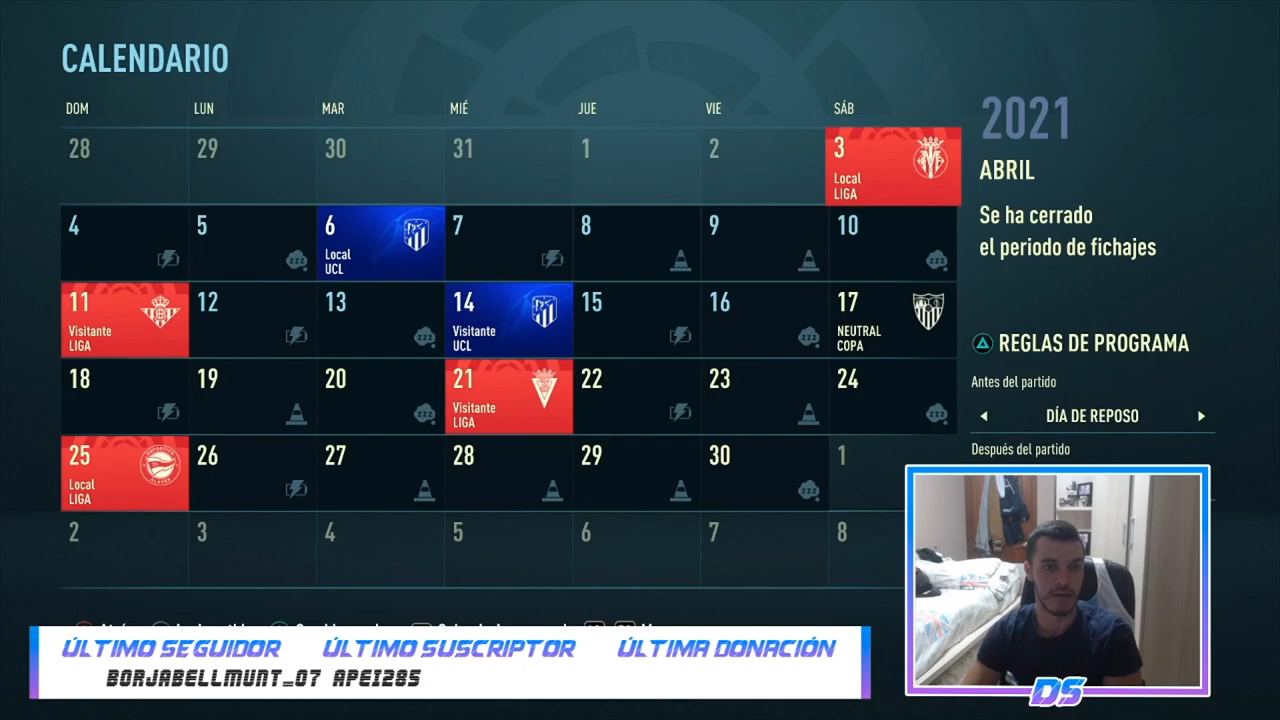 CALENDARIO
DOM LUN MAR MIÉ JUE VIE SÁB
28 29 30 31 1 2 3
Local
LIGA
4 5 6 7 8 9 10
Local
UCL
11 12 13 14 15 16 17
Visitante Visitante NEUTRAL
LIGA UCL COPA
18 19 20 21 22 23 24
Visitante
LIGA
25 26 27 28 29 30 1
Local
LIGA
2 3 4 5 6 7 8
2021
ABRIL
Se ha cerrado
el periodo de fichajes
REGLAS DE PROGRAMA
Antes del partido
DÍA DE REPOSO
Después del partido
ÚLTIMO SEGUIDOR ÚLTIMO SUSCRIPTOR ÚLTIMA DONACIÓN
BORJABELLMUNT_07 APEI285
DS